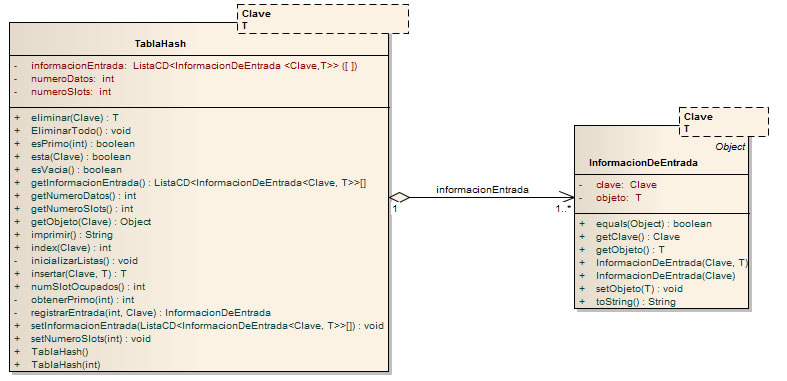 Clave
T
TablaHash
- informacionEntrada: ListaCD<InformacionDeEntrada <Clave,T>> ([ ])
- numeroDatos: int
- numeroSlots: int
+ eliminar(Clave) : T
+ EliminarTodo() : void
+ esPrimo(int) : boolean
+ esta(Clave) : boolean
+ esVacia() : boolean
+ getInformacionEntrada() : ListaCD<InformacionDeEntrada<Clave, T>>[]
+ getNumeroDatos() : int
+ getNumeroSlots() : int
+ getObjeto(Clave) : Object
+ imprimir() : String
+ index(Clave) : int
- inicializarListas() : void
+ insertar(Clave, T) : T
+ numSlotOcupados() : int
- obtenerPrimo(int) : int
- registrarEntrada(int, Clave) : InformacionDeEntrada
+ setInformacionEntrada(ListaCD<InformacionDeEntrada<Clave, T>>[]) : void
+ setNumeroSlots(int) : void
+ TablaHash()
+ TablaHash(int)
informacionEntrada
1
1..*
Clave
T
Object
InformacionDeEntrada
- clave: Clave
- objeto: T
+ equals(Object) : boolean
+ getClave() : Clave
+ getObjeto() : T
+ InformacionDeEntrada(Clave, T)
+ InformacionDeEntrada(Clave)
+ setObjeto(T) : void
+ toString() : String